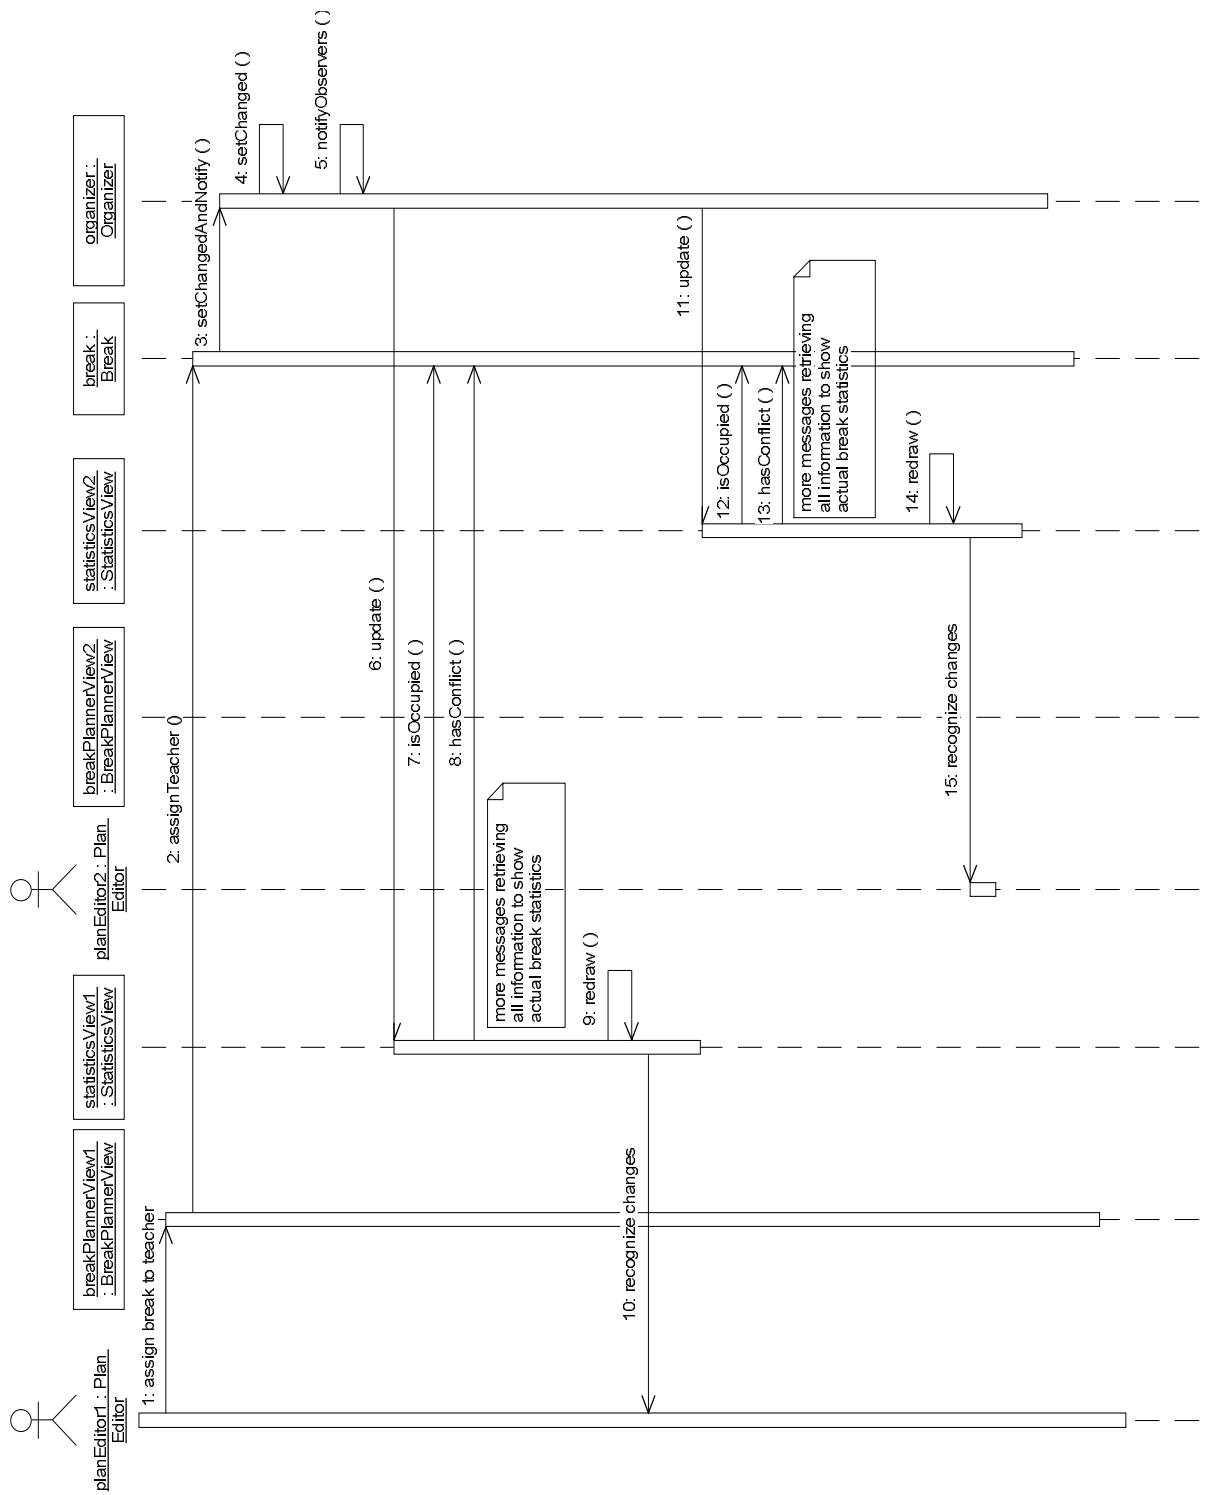 planEditor1 : Plan
Editor
breakPlannerView1
: BreakPlannerView
statisticsView1
: StatisticsView
planEditor2 : Plan
Editor
breakPlannerView2
: BreakPlannerView
statisticsView2
: StatisticsView
break :
Break
organizer :
Organizer
1: assign break to teacher
2: assignTeacher ()
3: setChangedAndNotify ( )
4: setChanged ( )
5: notifyObservers ( )
6: update ( )
7: isOccupied ( )
8: hasConflict ( )
more messages retrieving
all information to show
actual break statistics
9: redraw ( )
10: recognize changes
11: update ( )
12: isOccupied ( )
13: hasConflict ( )
more messages retrieving
all information to show
actual break statistics
14: redraw ( )
15: recognize changes